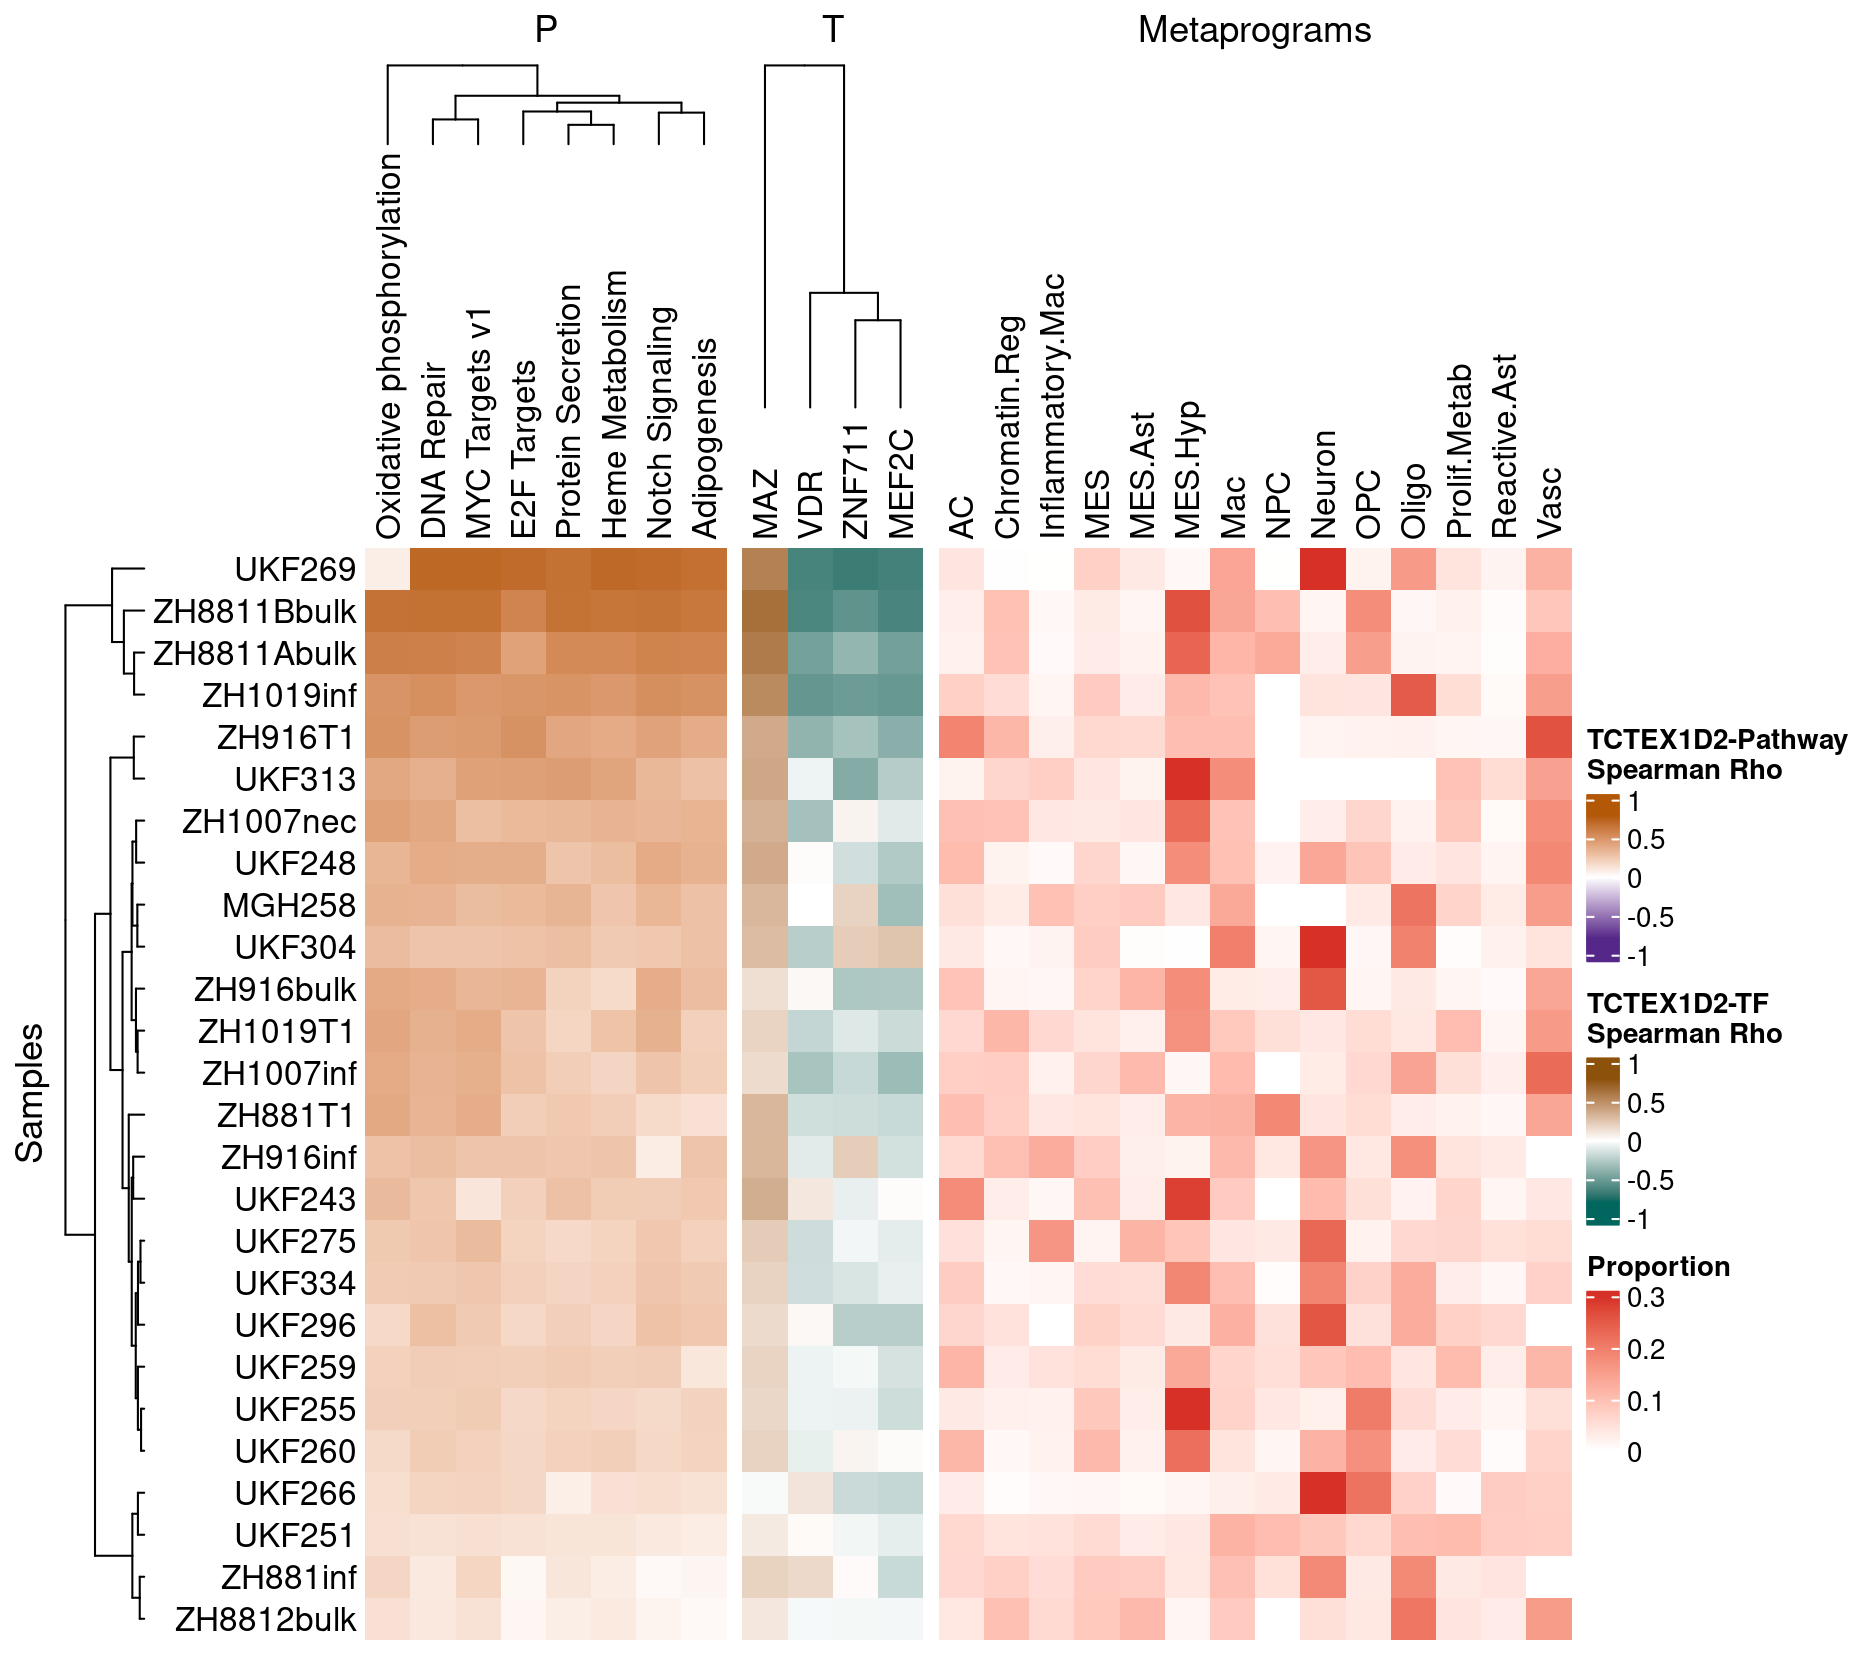 P
T
Metaprograms
Oxidative phosphorylation
DNA Repair
MYC Targets v1
E2F Targets
Protein Secretion
Heme Metabolism
Notch Signaling
Adipogenesis
MAZ
VDR
ZNF711
MEF2C
AC
Chromatin.Reg
Inflammatory.Mac
MES
MES.Ast
MES.Hyp
Mac
NPC
Neuron
OPC
Oligo
Prolif.Metab
Reactive.Ast
Vasc
Samples
UKF269
ZH8811Bbulk
ZH8811Abulk
ZH1019inf
ZH916T1
UKF313
ZH1007nec
UKF248
MGH258
UKF304
ZH916bulk
ZH1019T1
ZH1007inf
ZH881T1
ZH916inf
UKF243
UKF275
UKF334
UKF296
UKF259
UKF255
UKF260
UKF266
UKF251
ZH881inf
ZH8812bulk
TCTEX1D2-Pathway
Spearman Rho
1
0.5
0
-0.5
-1
TCTEX1D2-TF
Spearman Rho
1
0.5
0
-0.5
-1
Proportion
0.3
0.2
0.1
0